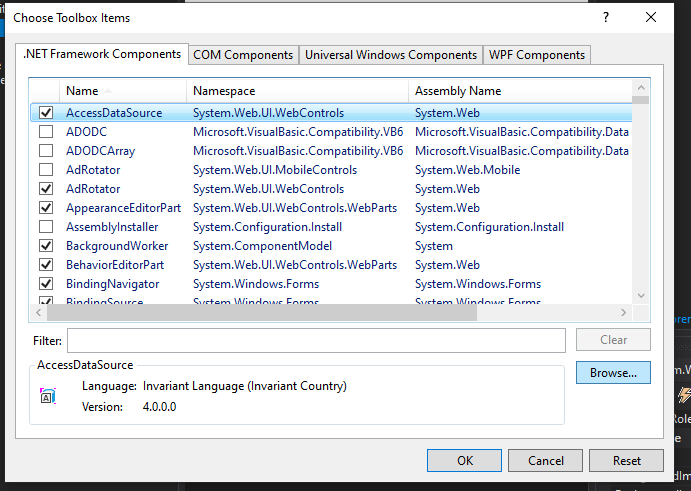 Choose Toolbox Items
.NET Framework Components COM Components Universal Windows Components WPF Components
Name Namespace Assembly Name
AccessDataSource System.Web.UI.WebControls System.Web
ADODC Microsoft.VisualBasic.Compatibility.VB6 Microsoft.VisualBasic.Compatibility.Data
ADODCArray Microsoft.VisualBasic.Compatibility.VB6 Microsoft.VisualBasic.Compatibility.Data
AdRotator System.Web.UI.MobileControls System.Web.Mobile
AdRotator System.Web.UI.WebControls System.Web
AppearanceEditorPart System.Web.UI.WebControls.WebParts System.Web
AssemblyInstaller System.Configuration.Install System.Configuration.Install
BackgroundWorker System.ComponentModel System
BehaviorEditorPart System.Web.UI.WebControls.WebParts System.Web
BindingNavigator System.Windows.Forms System.Windows.Forms
BindingSource System.Windows.Forms System.Windows.Forms
Filter: Clear
AccessDataSource Browse...
Language: Invariant Language (Invariant Country)
Version: 4.0.0.0
OK Cancel Reset